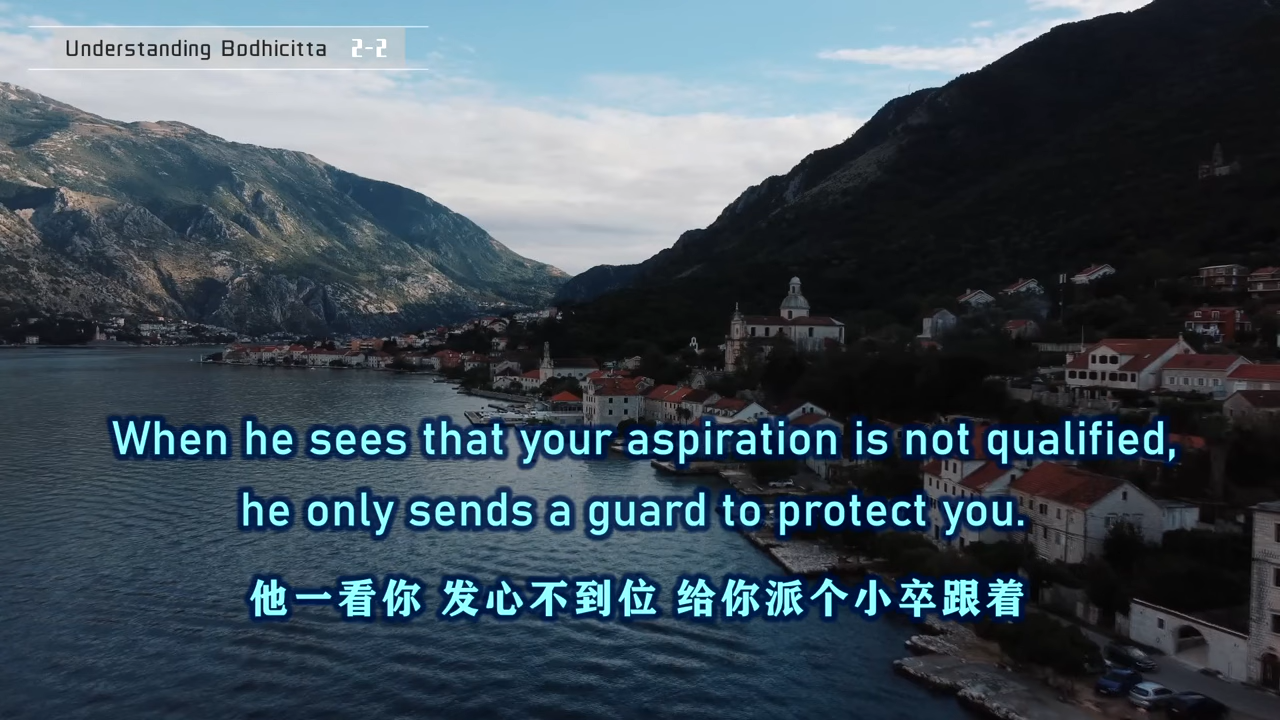 Understanding Bodhicitta 2-2
When he sees that your aspiration is not qualified,
he only sends a guard to protect you.
他一看你 发心不到位 给你派个小卒跟着